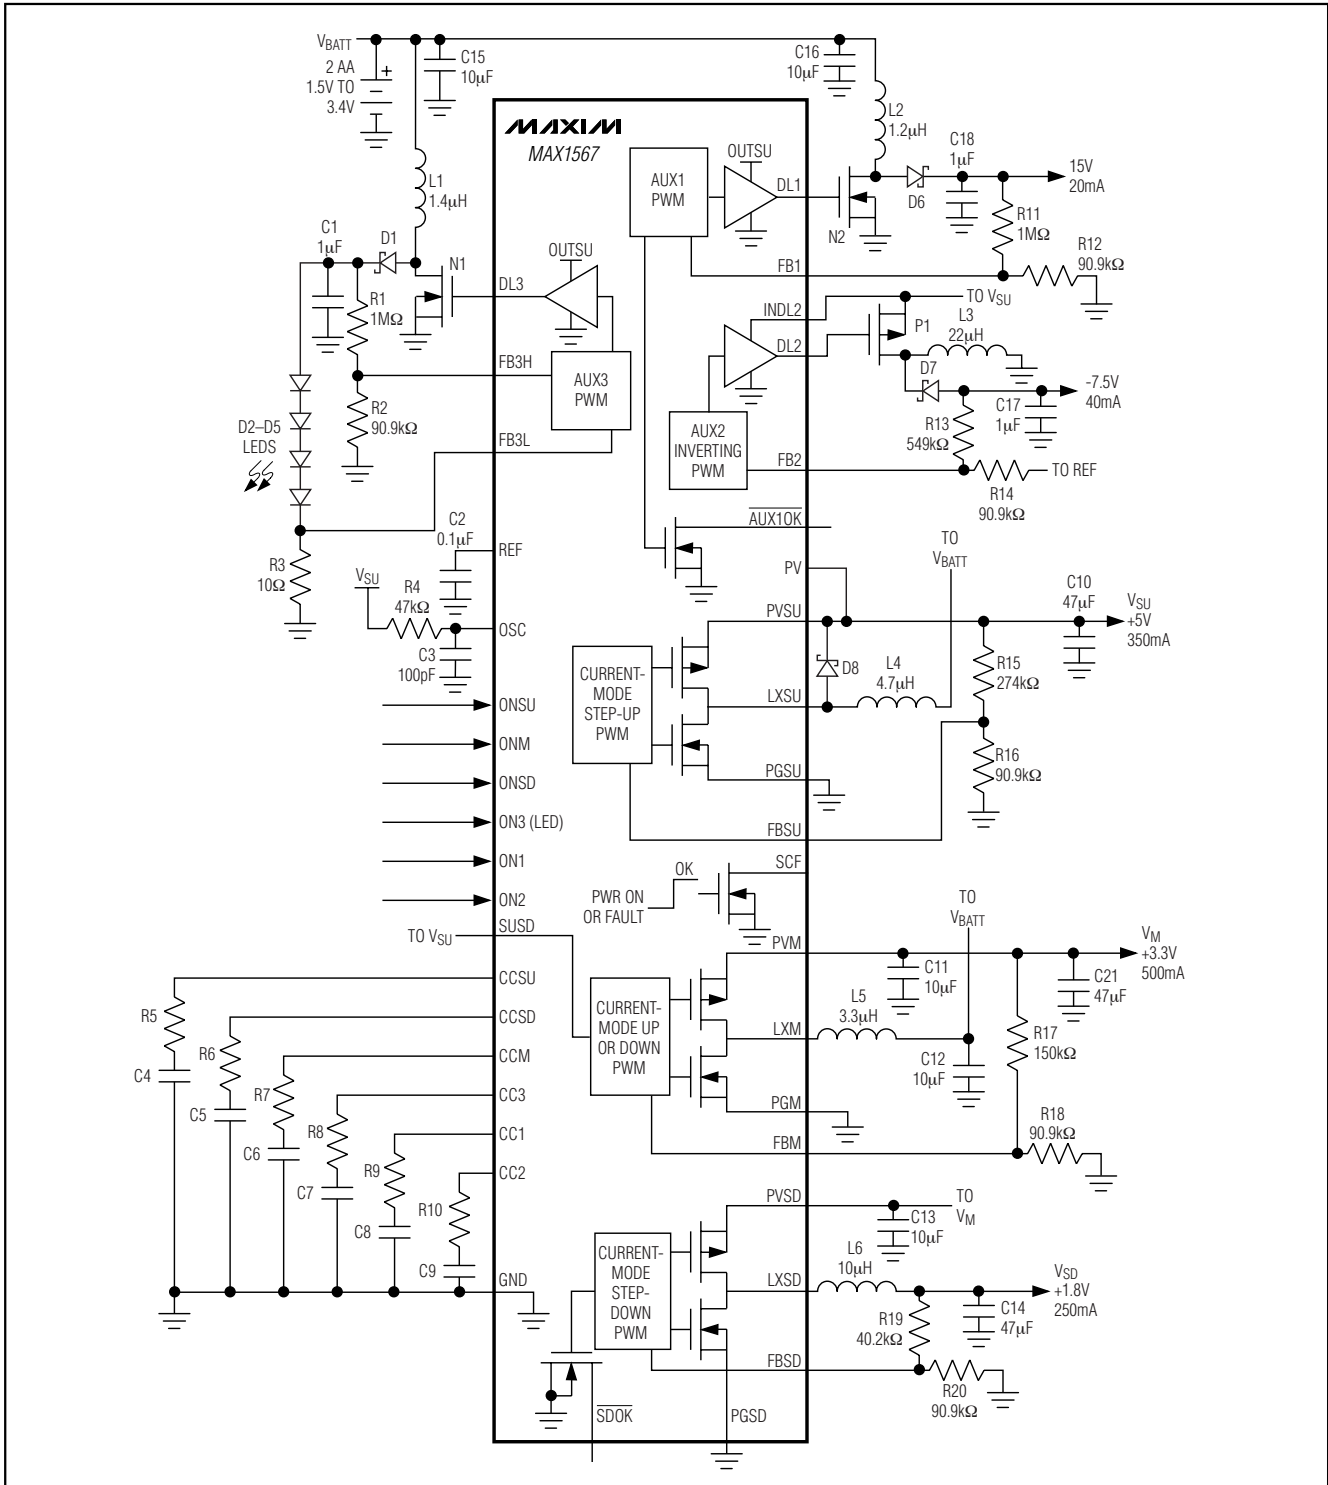 VBATT
2 AA
1.5V TO
3.4V
+
C15
10µF
C16
10µF
L2
1.2µH
MAXIM
MAX1567
L1
1.4µH
AUX1
PWM
OUTSU
DL1
N2
D6
C18
1µF
15V
20mA
R11
1MΩ
R12
90.9kΩ
FB1
C1
1µF
D1
N1
R1
1MΩ
DL3
OUTSU
INDL2
TO VSU
P1
L3
22µH
DL2
D7
FB3H
AUX3
PWM
R2
90.9kΩ
D2–D5
LEDS
FB3L
AUX2
INVERTING
PWM
FB2
R13
549kΩ
C17
1µF
-7.5V
40mA
R14
90.9kΩ
TO REF
AUX1OK
C2
0.1µF
REF
R3
10Ω
VSU
R4
47kΩ
OSC
C3
100pF
PV
TO
VBATT
PVSU
C10
47µF
VSU
+5V
350mA
CURRENT-
MODE
STEP-UP
PWM
D8
L4
4.7µH
LXSU
R15
274kΩ
R16
90.9kΩ
PGSU
FBSU
ONSU
ONM
ONSD
ON3 (LED)
ON1
ON2
SUSD
TO VSU
SCF
OK
PWR ON
OR FAULT
TO
VBATT
PVM
C11
10µF
VM
+3.3V
500mA
C21
47µF
CURRENT-
MODE UP
OR DOWN
PWM
L5
3.3µH
LXM
C12
10µF
R17
150kΩ
PGM
R18
90.9kΩ
FBM
CCSU
CCSD
CCM
CC3
CC1
CC2
R5
C4
R6
C5
R7
C6
R8
C7
R9
C8
R10
C9
GND
PVSD
C13
10µF
TO
VM
CURRENT-
MODE
STEP-
DOWN
PWM
L6
10µH
LXSD
VSD
+1.8V
250mA
R19
40.2kΩ
C14
47µF
FBSD
R20
90.9kΩ
SDOK
PGSD